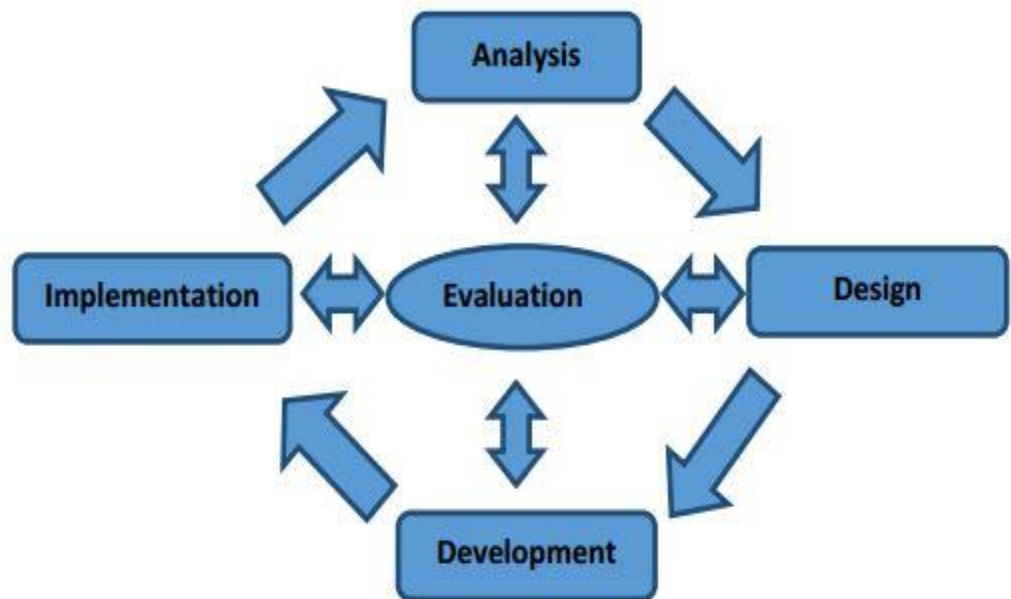 Analysis
Implementation
Evaluation
Design
Development